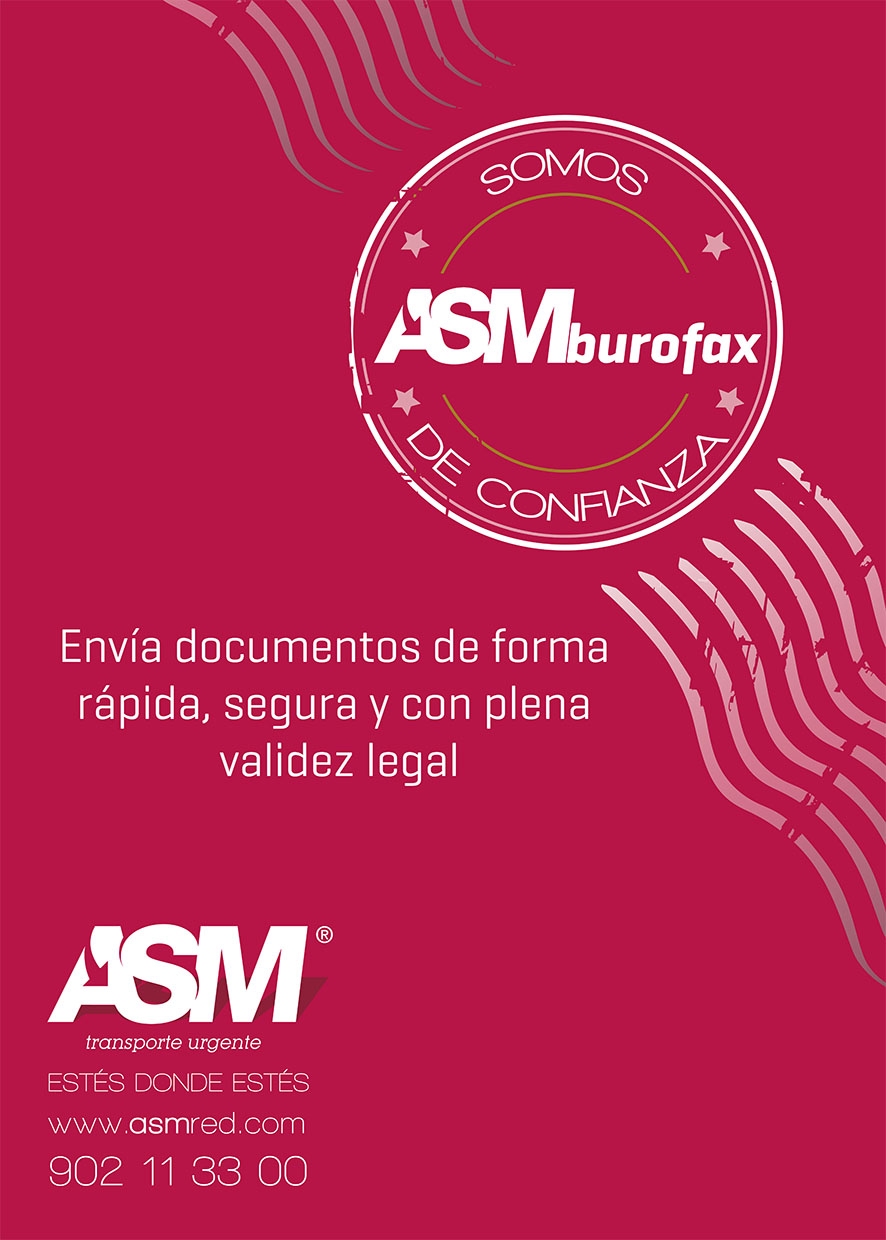 SOMOS
ASMburofax
DE CONFIANZA
Envía documentos de forma
rápida, segura y con plena
validez legal
ASM®
transporte urgente
ESTÉS DONDE ESTÉS
www.asmred.com
902 11 33 00